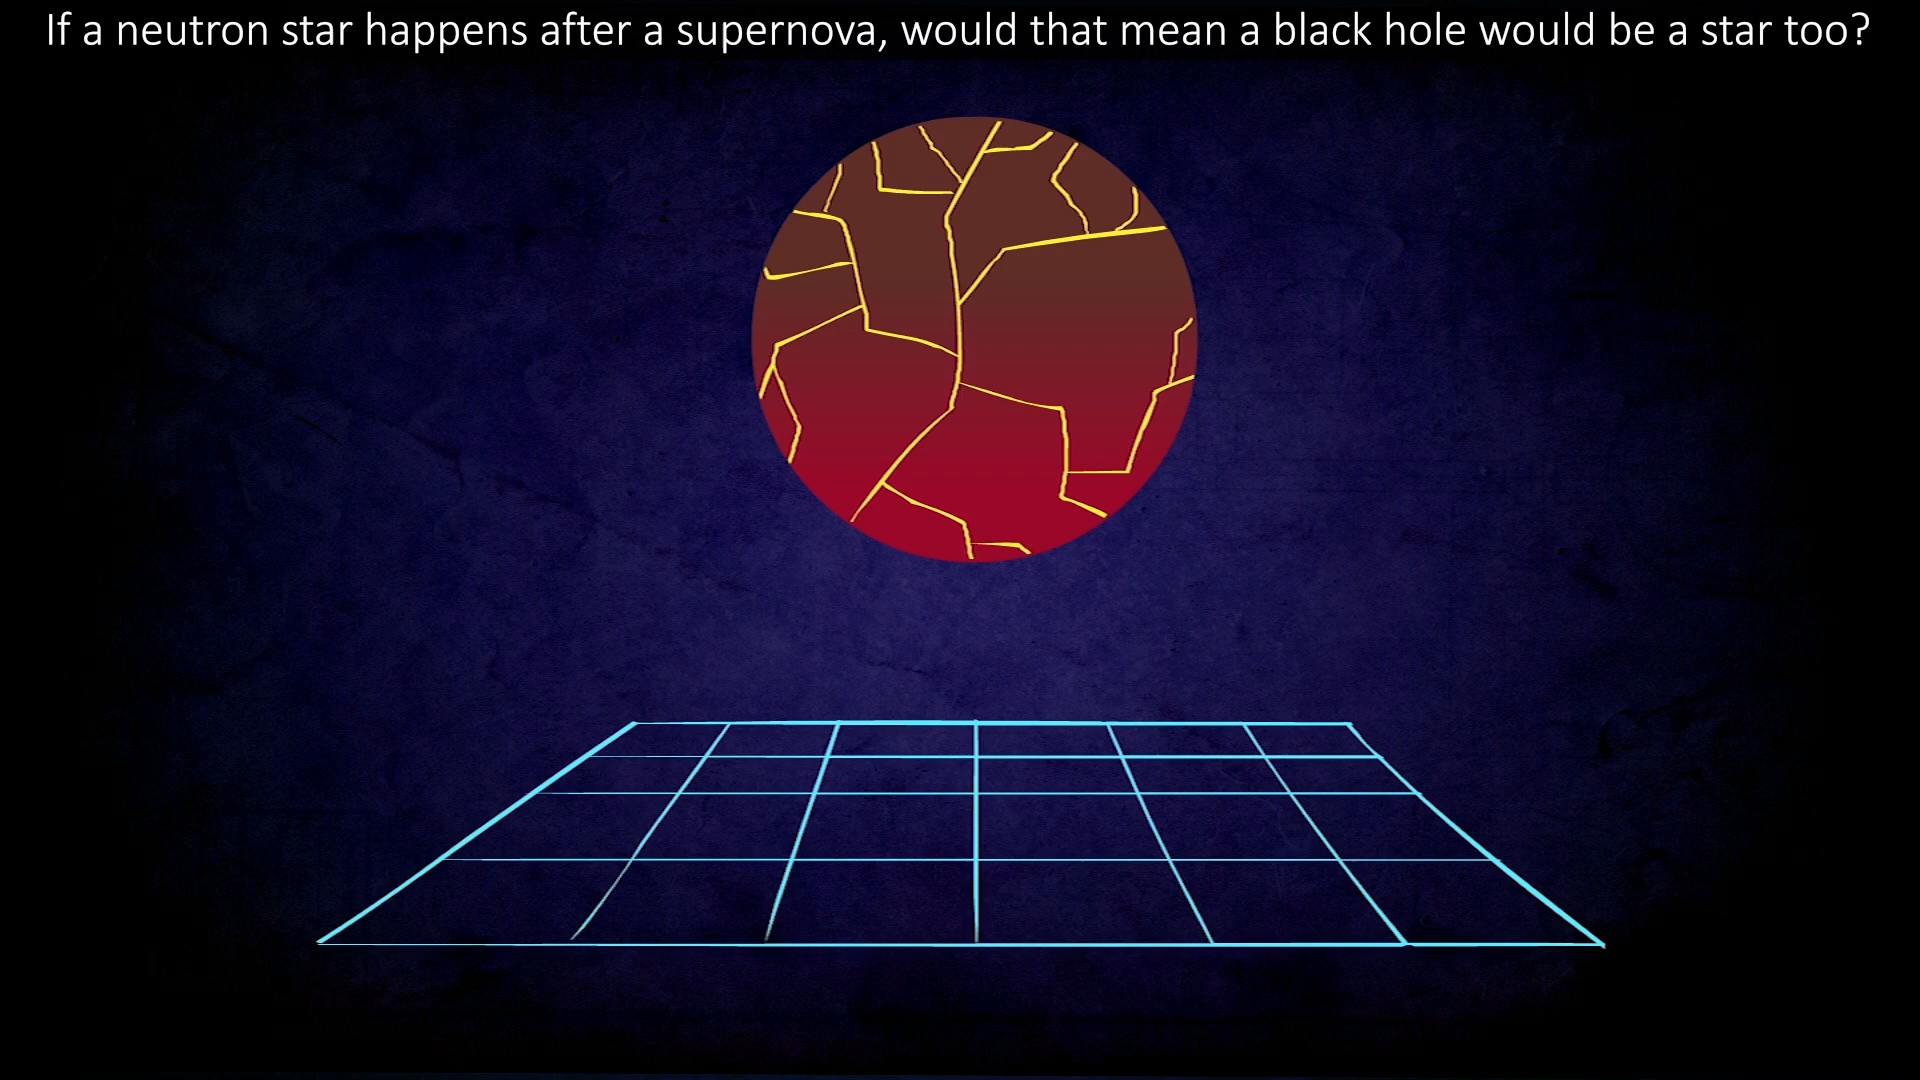 If a neutron star happens after a supernova, would that mean a black hole would be a star too?